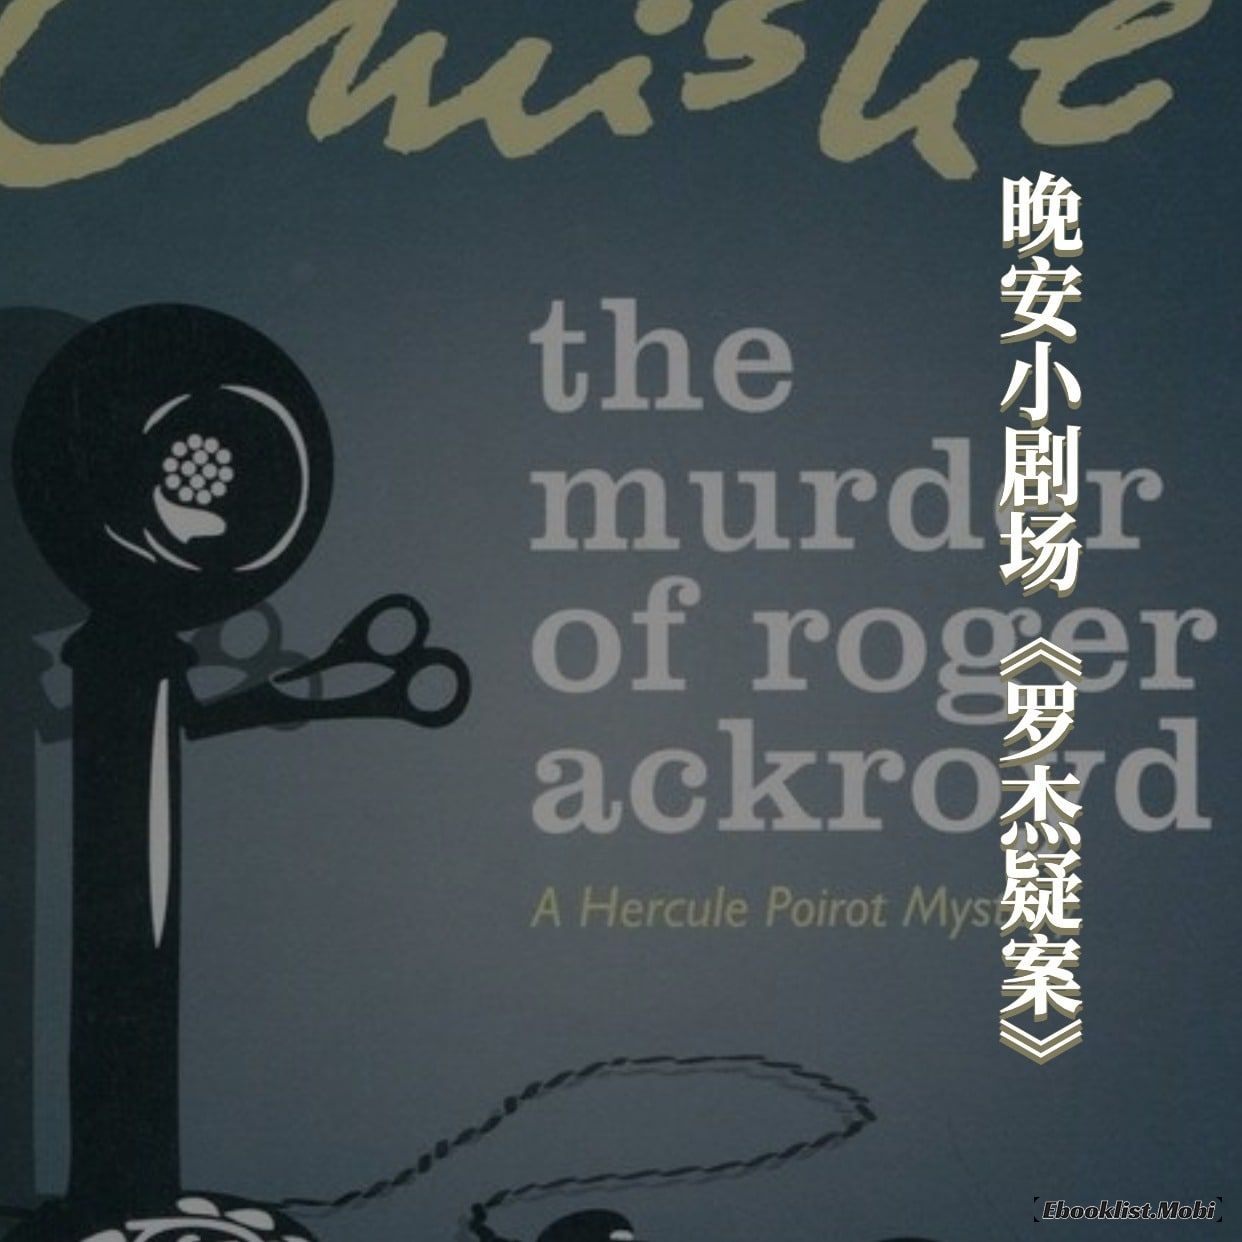 Christie
the
murder
of roger
ackroyd
A Hercule Poirot Mystery
晚安小剧场《罗杰疑案》
Ebooklist.Mobi